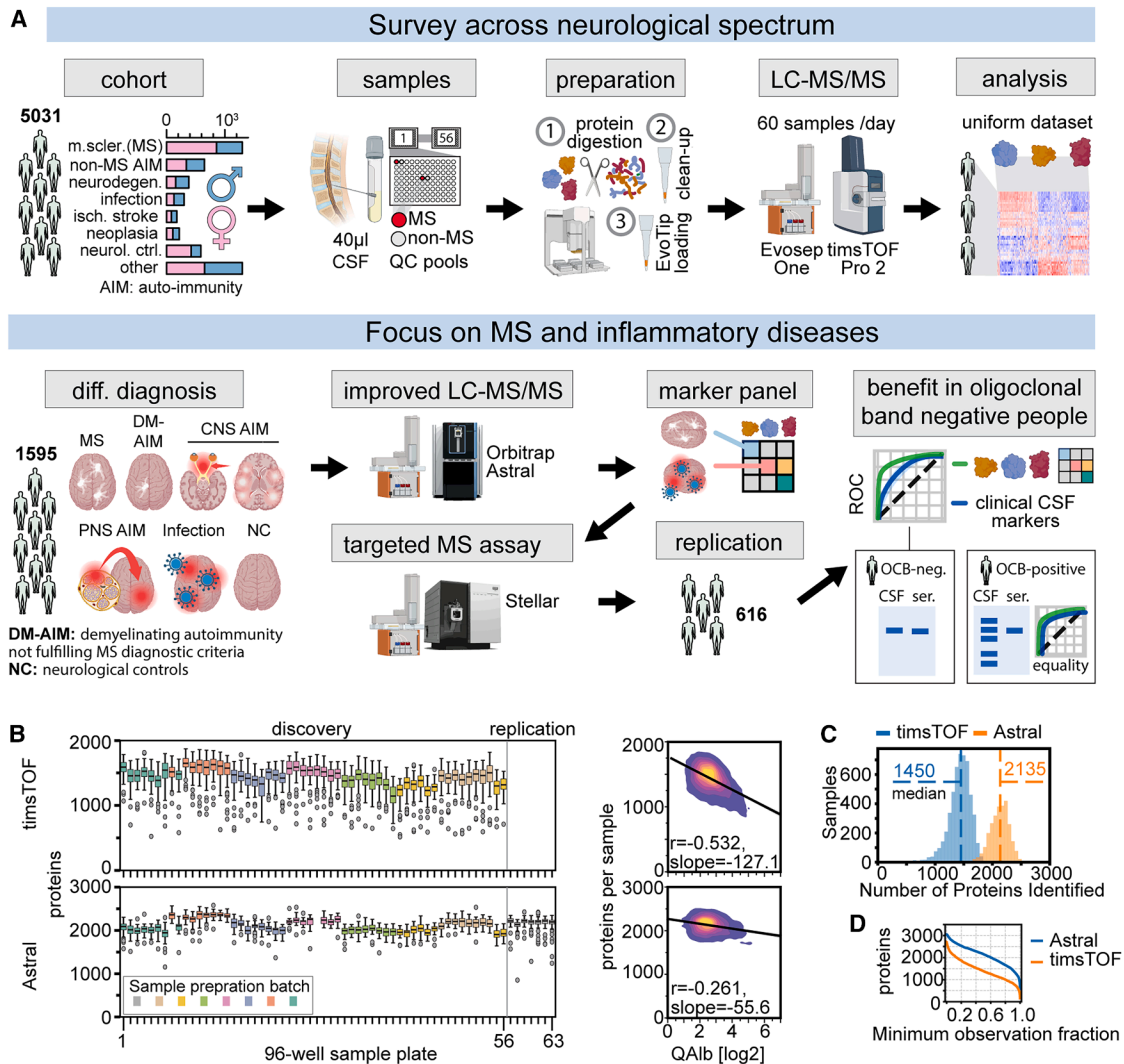 A
Survey across neurological spectrum
cohort
samples
preparation
LC-MS/MS
analysis
5031
0 10³
m.scler.(MS)
non-MS AIM
neurodegen.
infection
isch. stroke
neoplasia
neurol. ctrl.
other
AIM: auto-immunity
1 56
40µl
CSF
MS
non-MS
QC pools
1 protein 2
digestion
clean-up
3
EvoTip
loading
60 samples /day
Evosep
One
timsTOF
Pro 2
uniform dataset
Focus on MS and inflammatory diseases
diff. diagnosis
improved LC-MS/MS
marker panel
benefit in oligoclonal
band negative people
1595
MS
DM-
AIM
CNS AIM
PNS AIM
Infection
NC
DM-AIM: demyelinating autoimmunity
not fulfilling MS diagnostic criteria
NC: neurological controls
Orbitrap
Astral
targeted MS assay
Stellar
replication
616
ROC
clinical CSF
markers
OCB-neg.
CSF ser.
OCB-positive
CSF ser.
equality
B
discovery
replication
timsTOF
2000
1000
0
proteins
Astral
3000
2000
1000
0
Sample prepration batch
1 56 63
96-well sample plate
proteins per sample
2000
1000
0
r=-0.532,
slope=-127.1
3000
2000
1000
0
r=-0.261,
slope=-55.6
0 2 4 6
QAlb [log2]
C
timsTOF Astral
Samples
600
400
200
0
1450
median
2135
0 1000 2000 3000
Number of Proteins Identified
D
proteins
3000
2000
1000
0
0.2 0.6 1.0
Minimum observation fraction
Astral
timsTOF